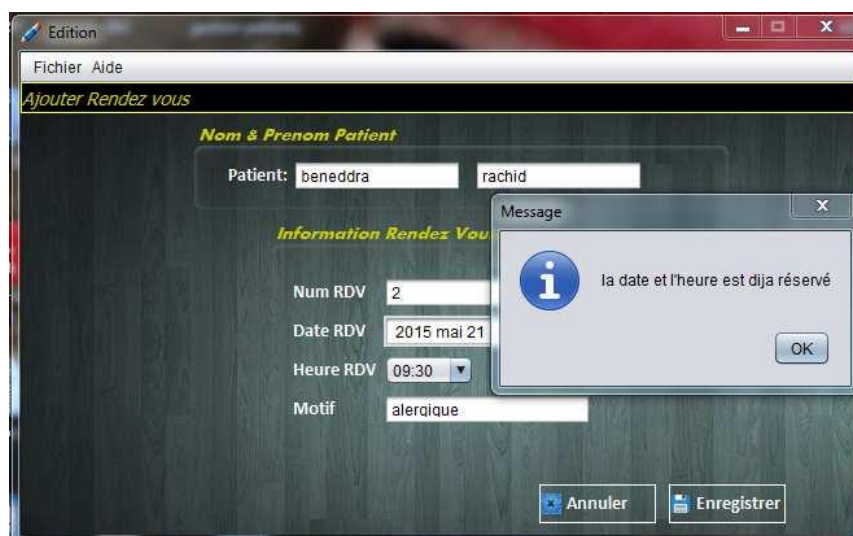 Edition
Fichier Aide
Ajouter Rendez vous
Nom & Prenom Patient
Patient: beneddra rachid
Message
Information Rendez Vou
la date et l'heure est dija réservé
Num RDV 2
Date RDV 2015 mai 21
OK
Heure RDV 09:30
Motif alergique
Annuler Enregistrer